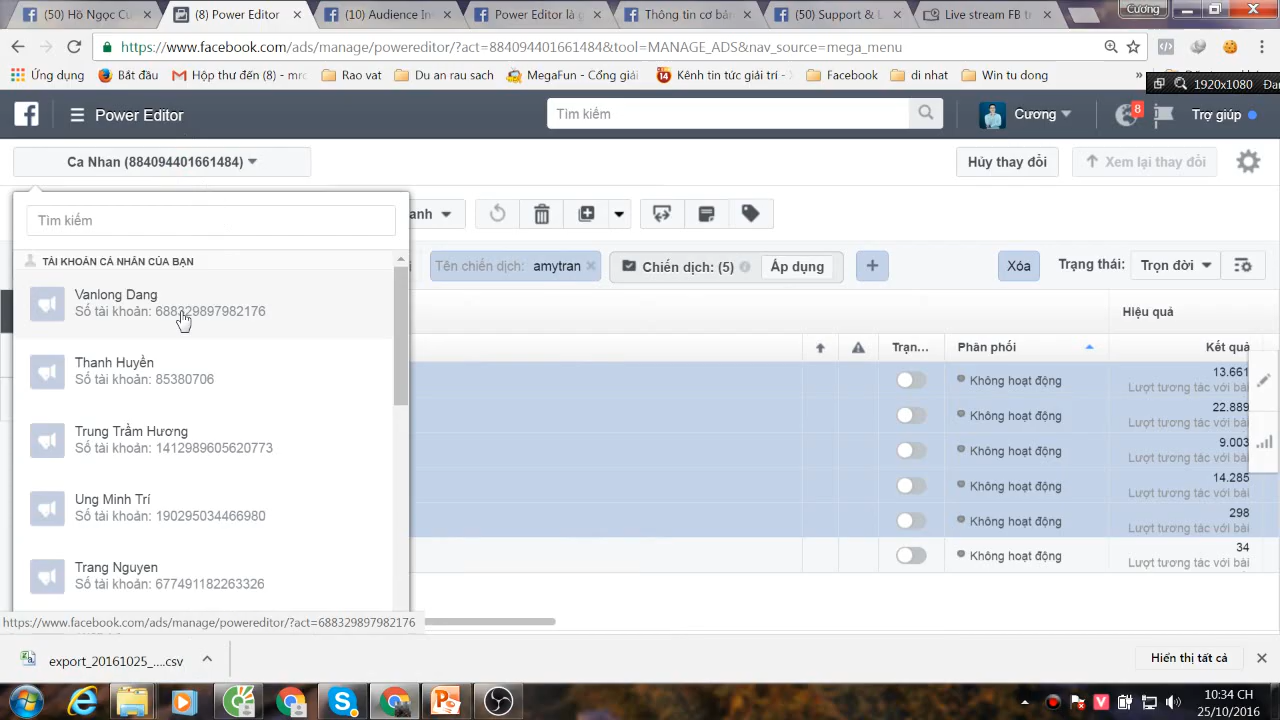 (50) Hồ Ngọc Cu
(8) Power Editor
(10) Audience In
Power Editor là g
Thông tin cơ bản
(50) Support &
Live stream FB tr
Cương
https://www.facebook.com/ads/manage/powereditor/?act=884094401661484&tool=MANAGE_ADS&nav_source=mega_menu
Ứng dụng
Bắt đầu
Hộp thư đến (8) - mrc
Rao vat
Du an rau sach
MegaFun - Cổng giải
Kênh tin tức giải trí -
Facebook
di nhat
Win tu dong
»
1920x1080
Đa
Power Editor
Tìm kiếm
Cương
8
Trợ giúp
Ca Nhan (884094401661484)
Hủy thay đổi
Xem lại thay đổi
Tìm kiếm
anh
TÀI KHOẢN CÁ NHÂN CỦA BẠN
Tên chiến dịch: amytran
Chiến dịch: (5)
Áp dụng
+
Xóa
Trạng thái:
Trọn đời
Vanlong Dang
Số tài khoản: 688329897982176
Hiệu quả
Trạn...
Phân phối
Kết quả
Thanh Huyền
Số tài khoản: 85380706
Không hoạt động
13.661
Lượt tương tác với bài
Không hoạt động
22.889
Lượt tương tác với bài
Trung Trầm Hương
Số tài khoản: 1412989605620773
Không hoạt động
9.003
Lượt tương tác với bài
Không hoạt động
14.285
Lượt tương tác với bài
Ung Minh Trí
Số tài khoản: 190295034466980
Không hoạt động
298
Lượt tương tác với bài
Không hoạt động
34
Lượt tương tác với bài
Trang Nguyen
Số tài khoản: 677491182263326
https://www.facebook.com/ads/manage/powereditor/?act=688329897982176
export_20161025_....csv
Hiển thị tất cả
10:34 CH
25/10/2016